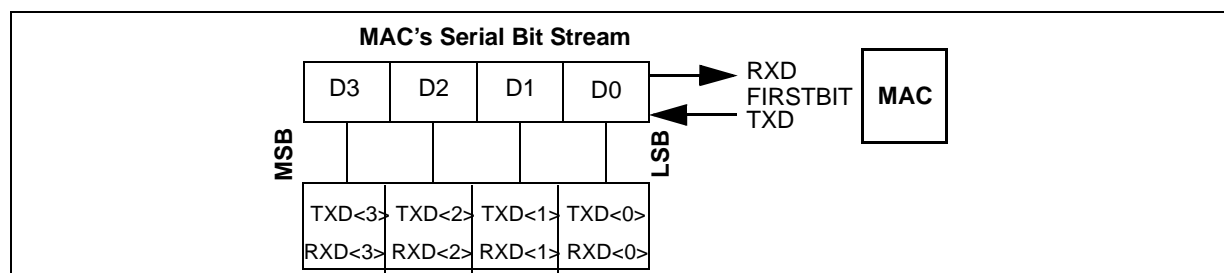 MAC's Serial Bit Stream
D3 D2 D1 D0
RXD
FIRSTBIT
TXD
MAC
MSB
LSB
TXD<3> TXD<2> TXD<1> TXD<0>
RXD<3> RXD<2> RXD<1> RXD<0>